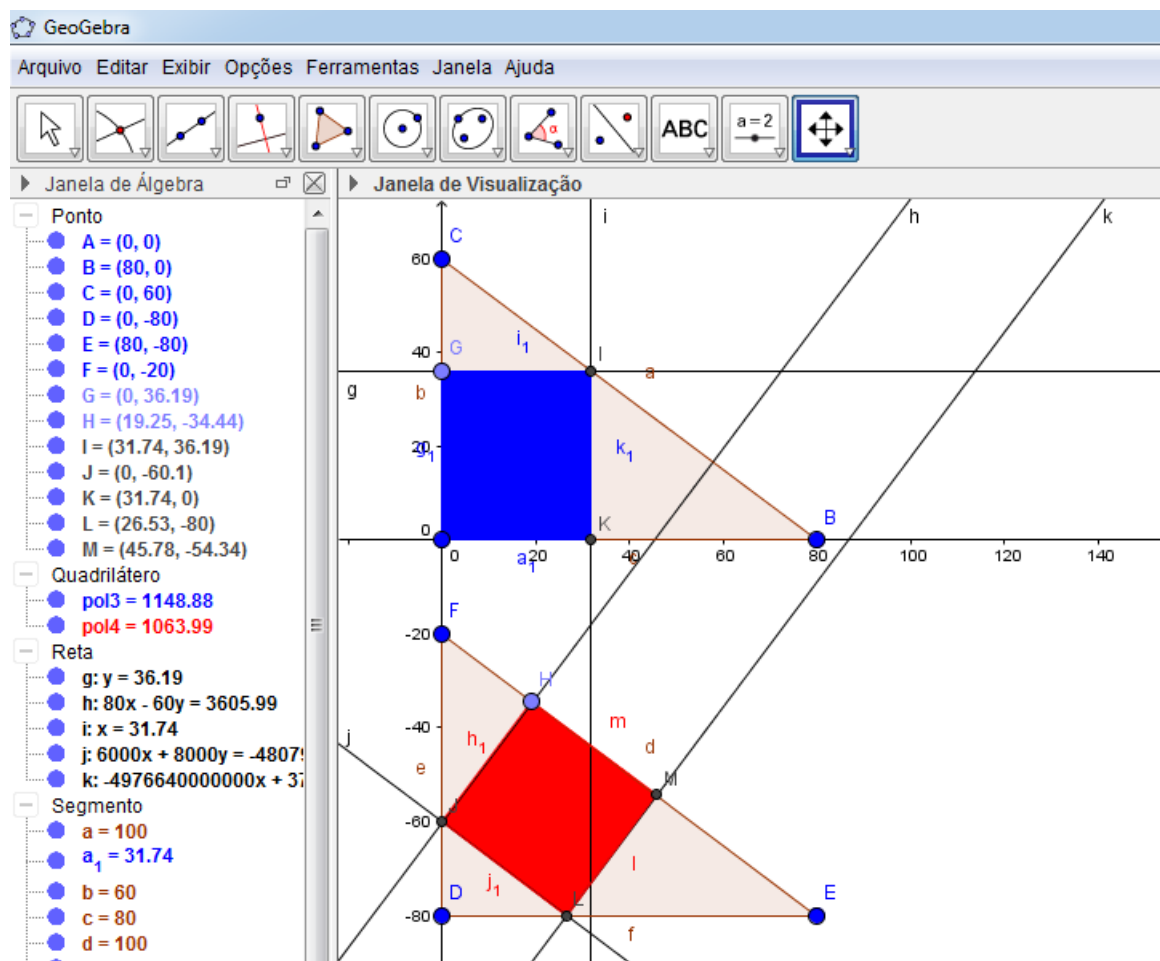 GeoGebra
Arquivo Editar Exibir Opções Ferramentas Janela Ajuda
ABC
a = 2
α
Janela de Álgebra
Ponto
A = (0, 0)
B = (80, 0)
C = (0, 60)
D = (0, -80)
E = (80, -80)
F = (0, -20)
G = (0, 36.19)
H = (19.25, -34.44)
I = (31.74, 36.19)
J = (0, -60.1)
K = (31.74, 0)
L = (26.53, -80)
M = (45.78, -54.34)
Quadrilátero
pol3 = 1148.88
pol4 = 1063.99
Reta
g: y = 36.19
h: 80x - 60y = 3605.99
i: x = 31.74
j: 6000x + 8000y = -4807
k: -4976640000000x + 37
Segmento
a = 100
a₁ = 31.74
b = 60
c = 80
d = 100
Janela de Visualização
i
h
k
C
60
i₁
40
G
I
a
g
b
20
g₁
k₁
B
0
K
0
a₁
20
40
60
80
100
120
140
F
-20
H
m
-40
j
h₁
d
e
M
J
-60
l
j₁
D
L
E
-80
f